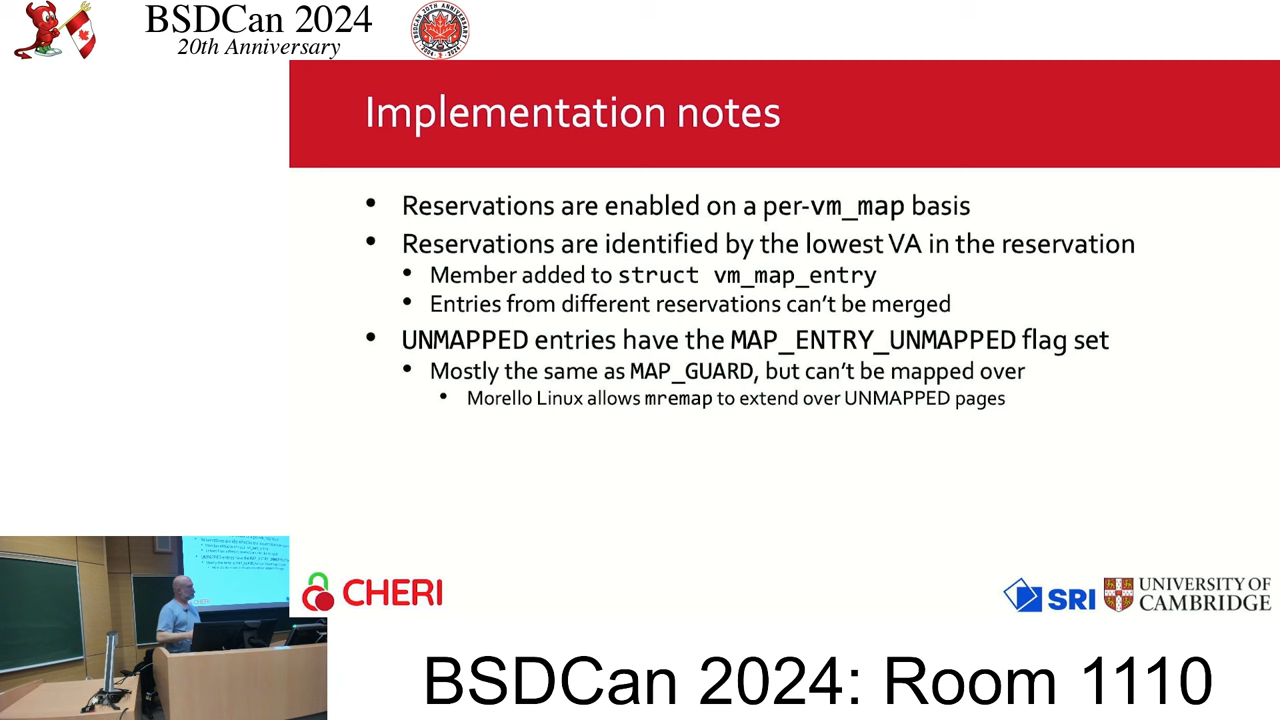 BSDCan 2024
20th Anniversary
Implementation notes
• Reservations are enabled on a per-vm_map basis
• Reservations are identified by the lowest VA in the reservation
• Member added to struct vm_map_entry
• Entries from different reservations can't be merged
• UNMAPPED entries have the MAP_ENTRY_UNMAPPED flag set
• Mostly the same as MAP_GUARD, but can't be mapped over
• Morello Linux allows mremap to extend over UNMAPPED pages
CHERI
SRI
UNIVERSITY OF
CAMBRIDGE
BSDCan 2024: Room 1110